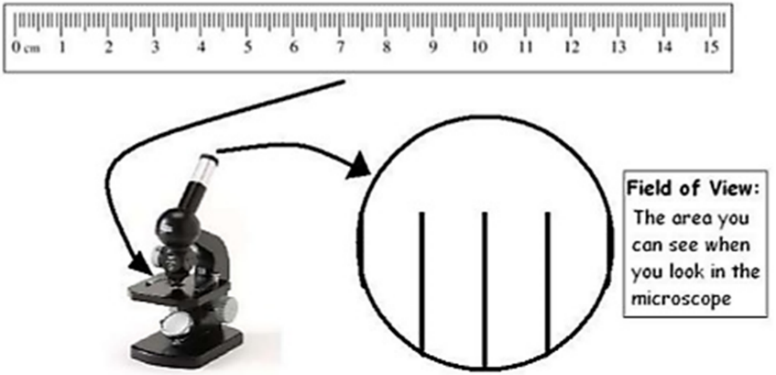 0 cm 1 2 3 4 5 6 7 8 9 10 11 12 13 14 15
Field of View:
The area you
can see when
you look in the
microscope